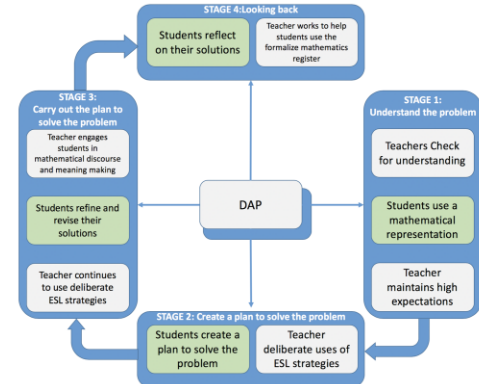 STAGE 4:Looking back
Students reflect
on their solutions
Teacher works to help
students use the
formalize mathematics
register
STAGE 3:
Carry out the plan to
solve the problem
Teacher engages
students in
mathematical discourse
and meaning making
Students refine and
revise their
solutions
Teacher continues
to use deliberate
ESL strategies
DAP
STAGE 1:
Understand the problem
Teachers Check
for understanding
Students use a
mathematical
representation
Teacher
maintains high
expectations
STAGE 2: Create a plan to solve the problem
Students create a
plan to solve the
problem
Teacher
deliberate uses of
ESL strategies